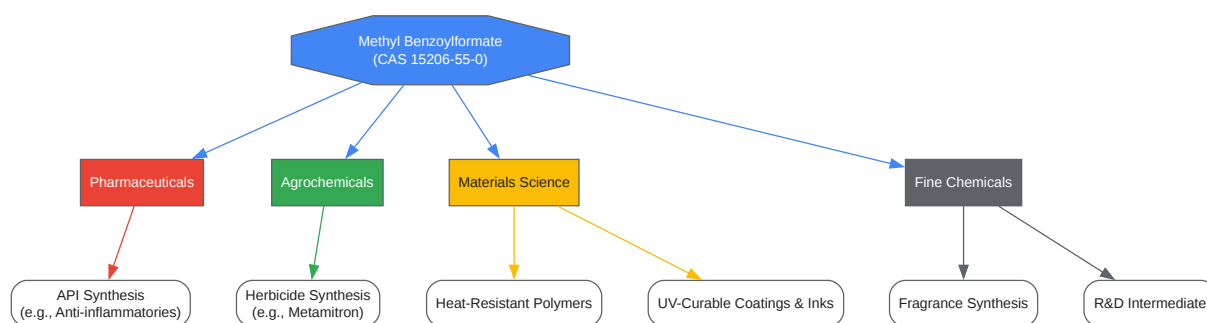 Methyl Benzoylformate
(CAS 15206-55-0)
Pharmaceuticals
Agrochemicals
Materials Science
Fine Chemicals
API Synthesis
(e.g., Anti-inflammatories)
Herbicide Synthesis
(e.g., Metamitron)
Heat-Resistant Polymers
UV-Curable Coatings & Inks
Fragrance Synthesis
R&D Intermediate